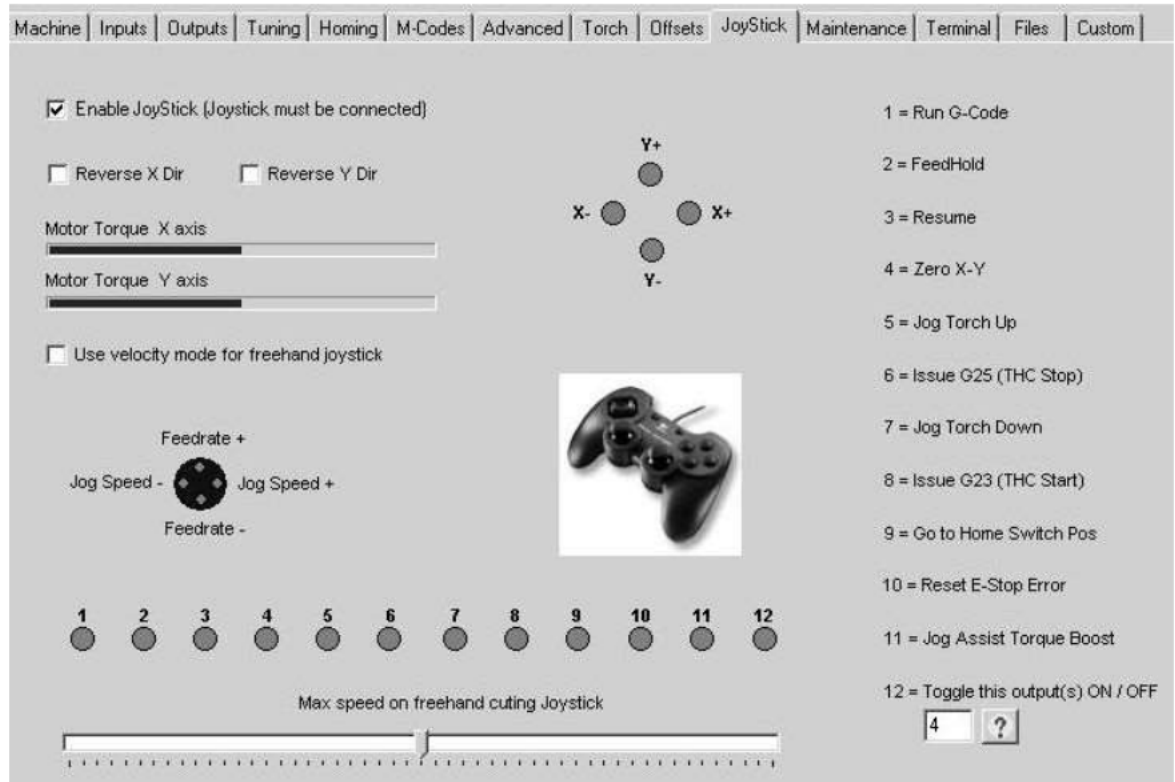 Machine Inputs Outputs Tuning Homing M-Codes Advanced Torch Offsets JoyStick Maintenance Terminal Files Custom
Enable JoyStick (Joystick must be connected)
Reverse X Dir Reverse Y Dir
Motor Torque X axis
Motor Torque Y axis
Use velocity mode for freehand joystick
Y+
X- X+
Y-
Feedrate +
Jog Speed - Jog Speed +
Feedrate -
1 2 3 4 5 6 7 8 9 10 11 12
Max speed on freehand cuting Joystick
1 = Run G-Code
2 = FeedHold
3 = Resume
4 = Zero X-Y
5 = Jog Torch Up
6 = Issue G25 (THC Stop)
7 = Jog Torch Down
8 = Issue G23 (THC Start)
9 = Go to Home Switch Pos
10 = Reset E-Stop Error
11 = Jog Assist Torque Boost
12 = Toggle this output(s) ON / OFF
4 ?